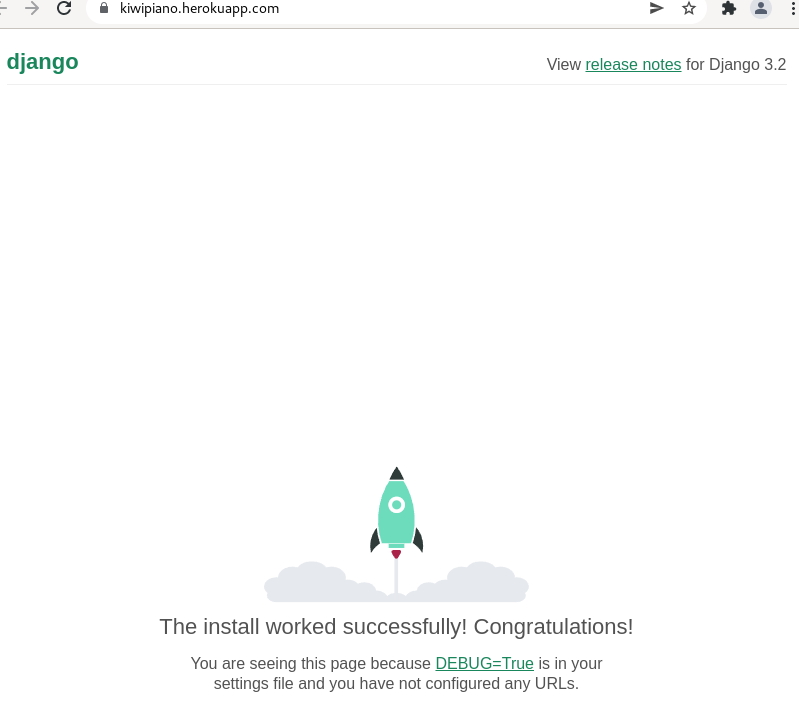 kiwipiano.herokuapp.com
django
View release notes for Django 3.2
The install worked successfully! Congratulations!
You are seeing this page because DEBUG=True is in your
settings file and you have not configured any URLs.